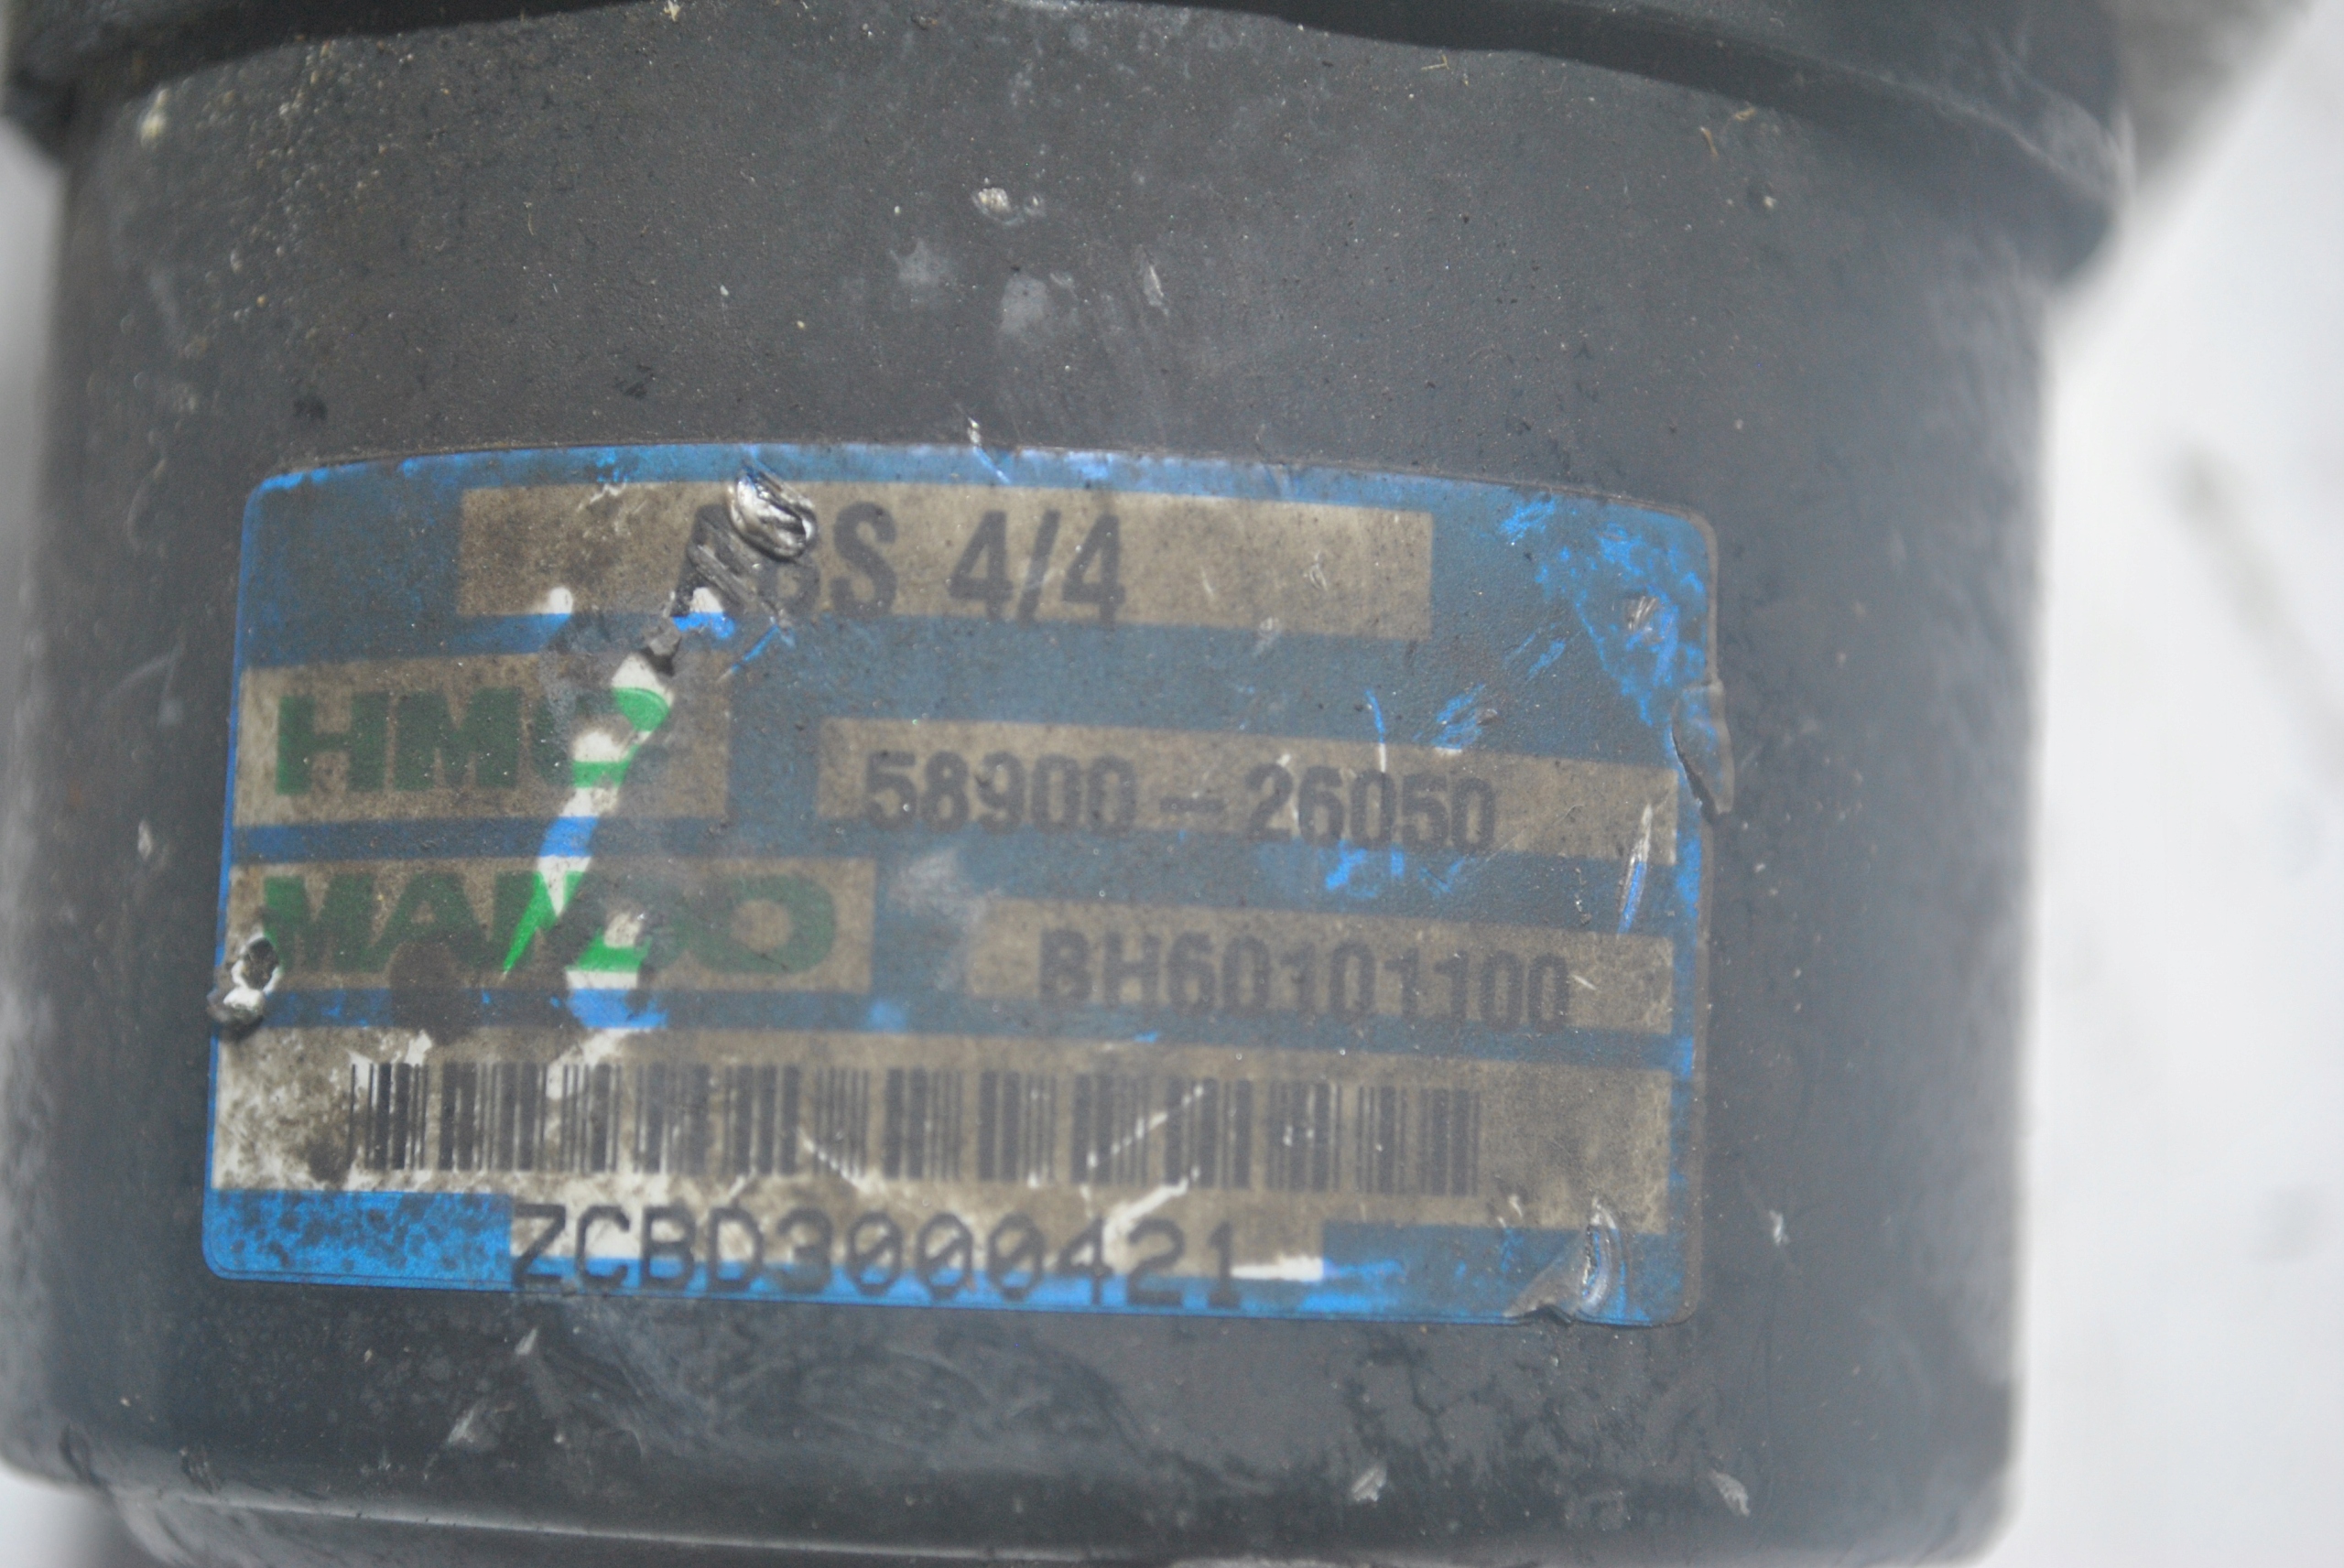 ABS 4/4
HMC
58900-26050
MANDO
BH60101100
ZCBD3000421